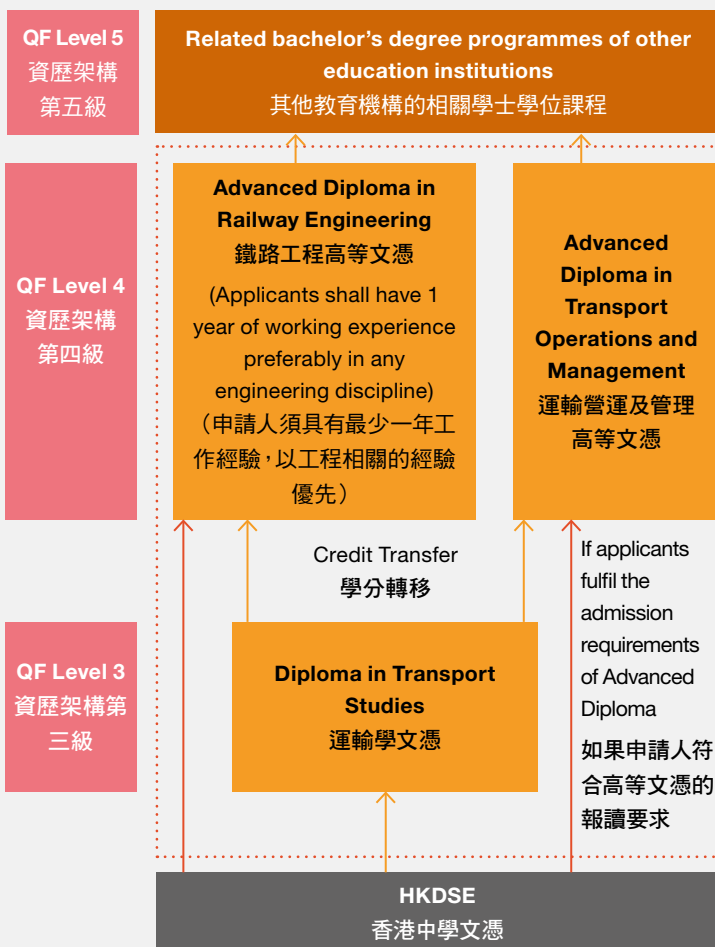 QF Level 5
資歷架構
第五級
Related bachelor’s degree programmes of other
education institutions
其他教育機構的相關學士學位課程
QF Level 4
資歷架構
第四級
Advanced Diploma in
Railway Engineering
鐵路工程高等文憑
(Applicants shall have 1
year of working experience
preferably in any
engineering discipline)
（申請人須具有最少一年工
作經驗，以工程相關的經驗
優先）
Advanced
Diploma in
Transport
Operations and
Management
運輸營運及管理
高等文憑
Credit Transfer
學分轉移
If applicants
fulfil the
admission
requirements
of Advanced
Diploma
如果申請人符
合高等文憑的
報讀要求
QF Level 3
資歷架構第
三級
Diploma in Transport
Studies
運輸學文憑
HKDSE
香港中學文憑